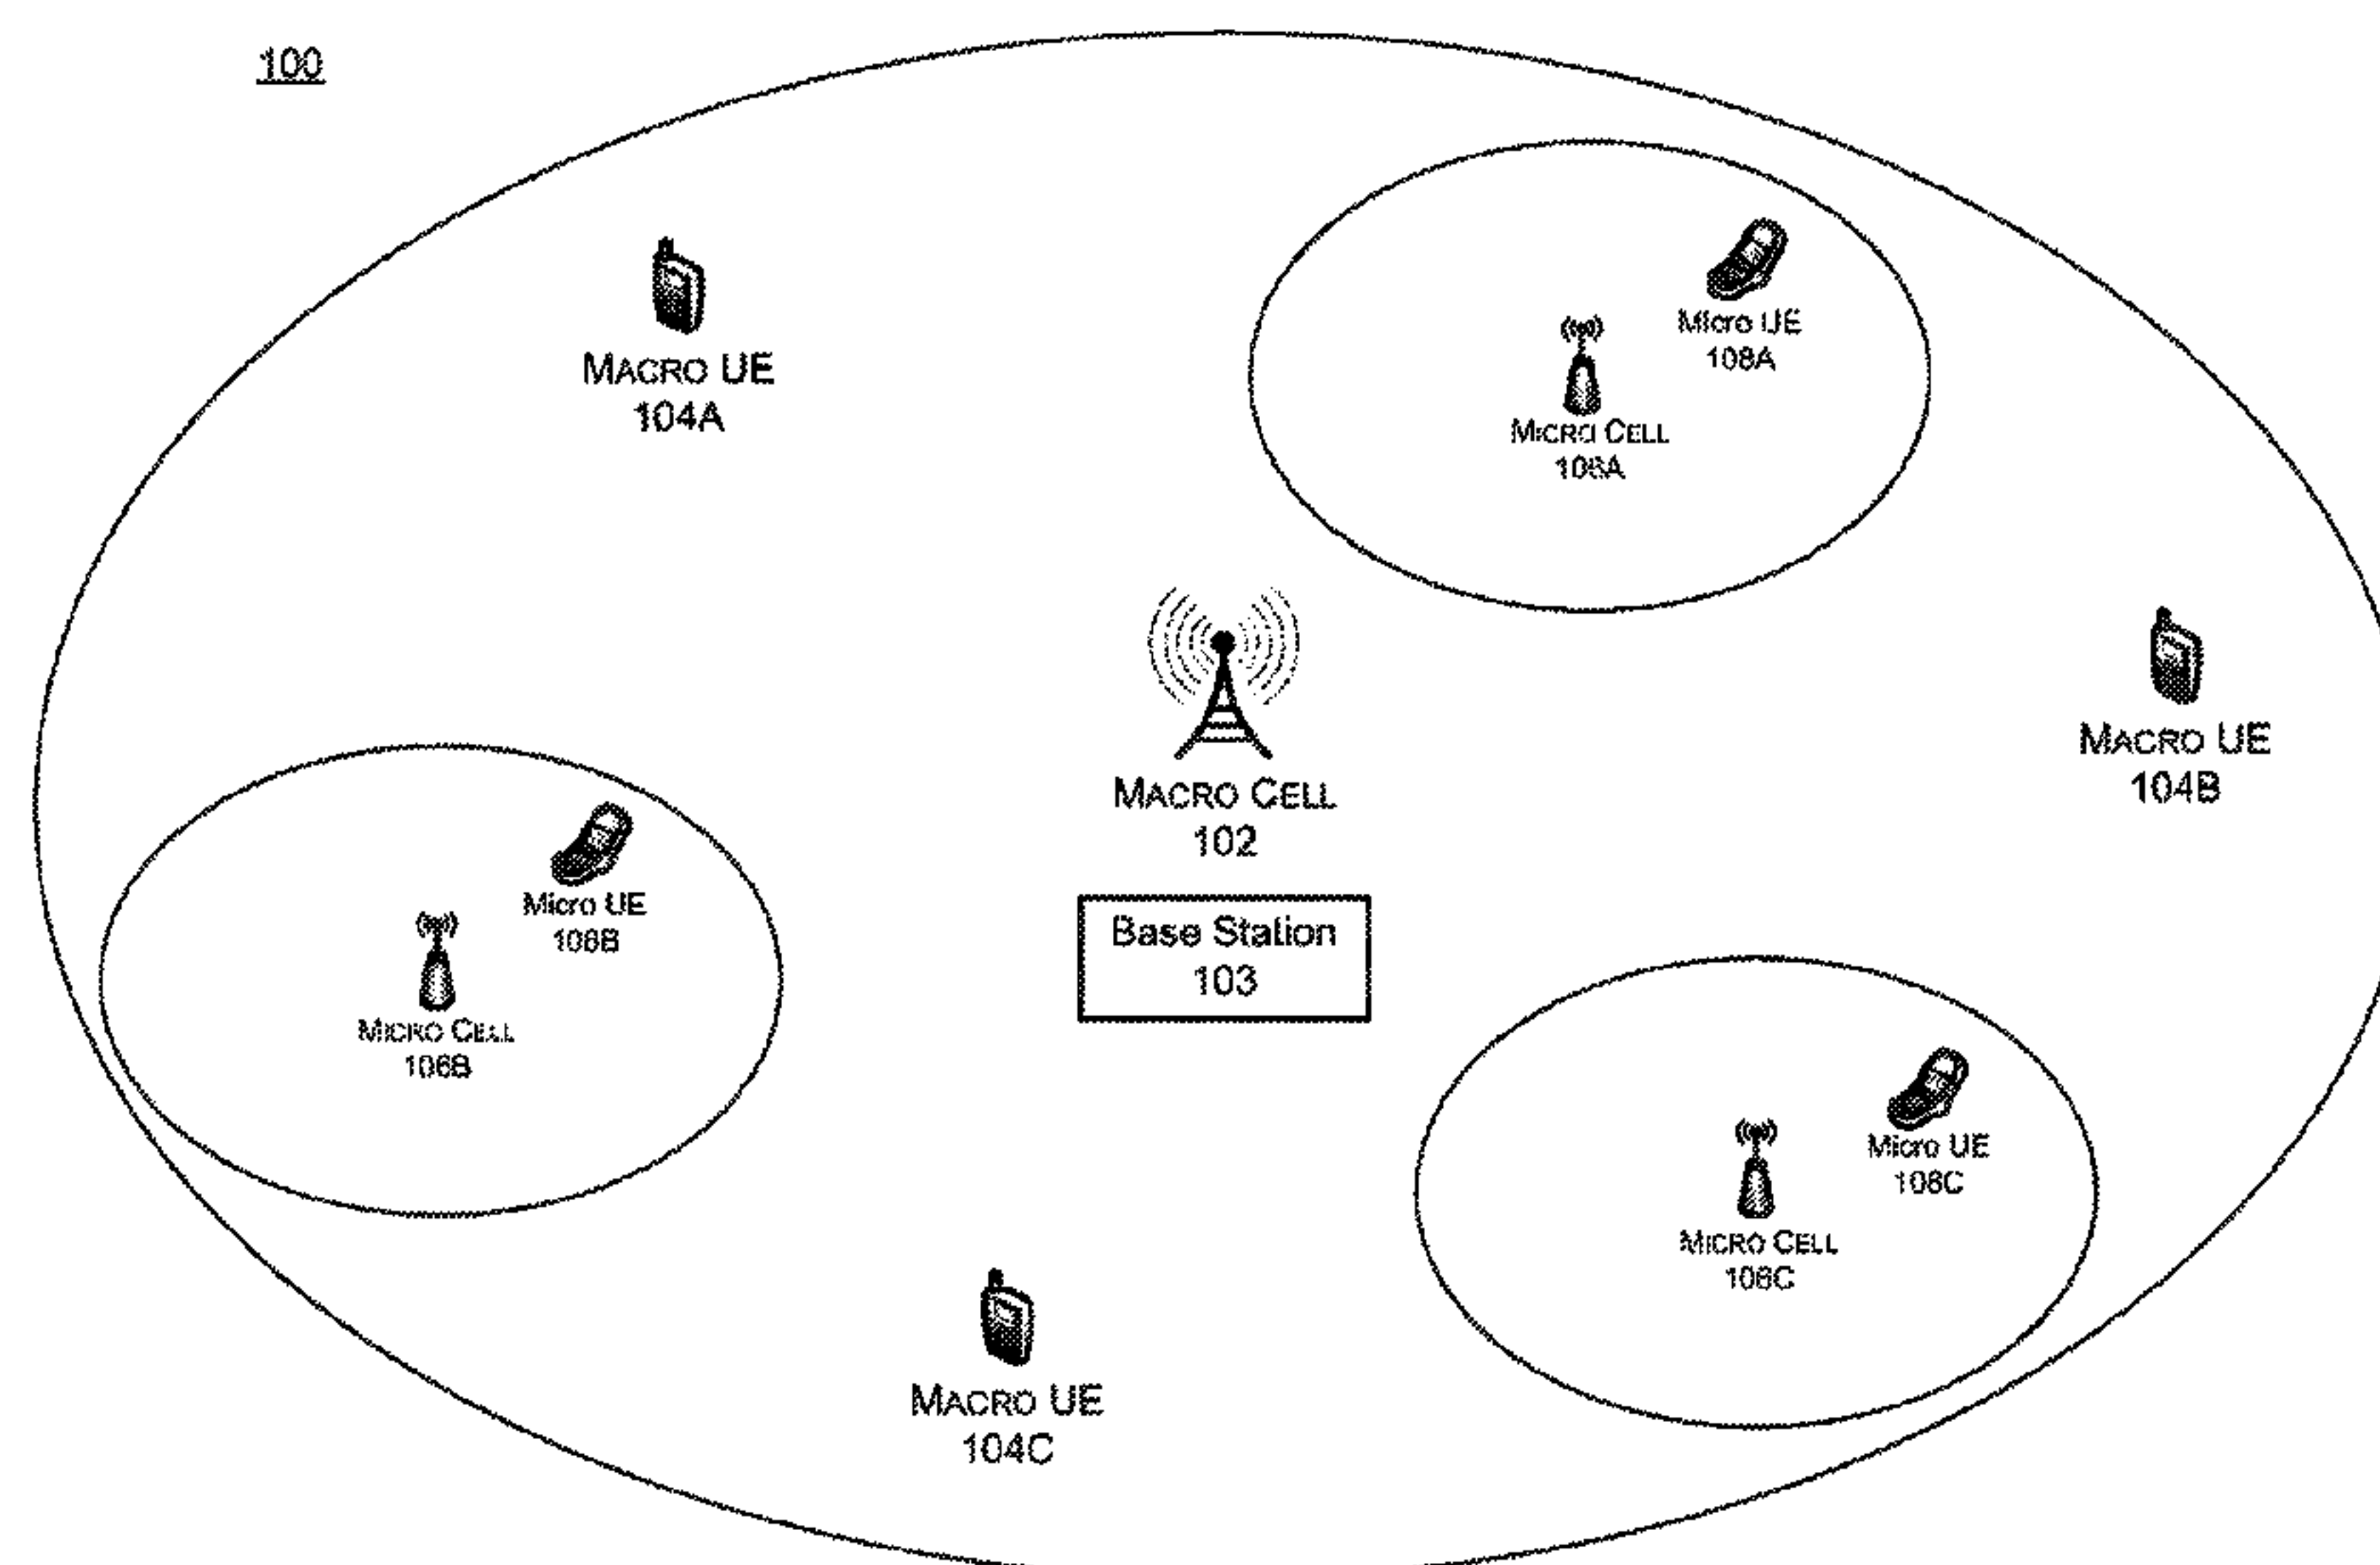 100
MACRO UE
104A
Micro UE
108A
MICRO CELL
106A
MACRO CELL
102
MACRO UE
104B
Micro UE
108B
MICRO CELL
106B
Base Station
103
Micro UE
108C
MICRO CELL
106C
MACRO UE
104C